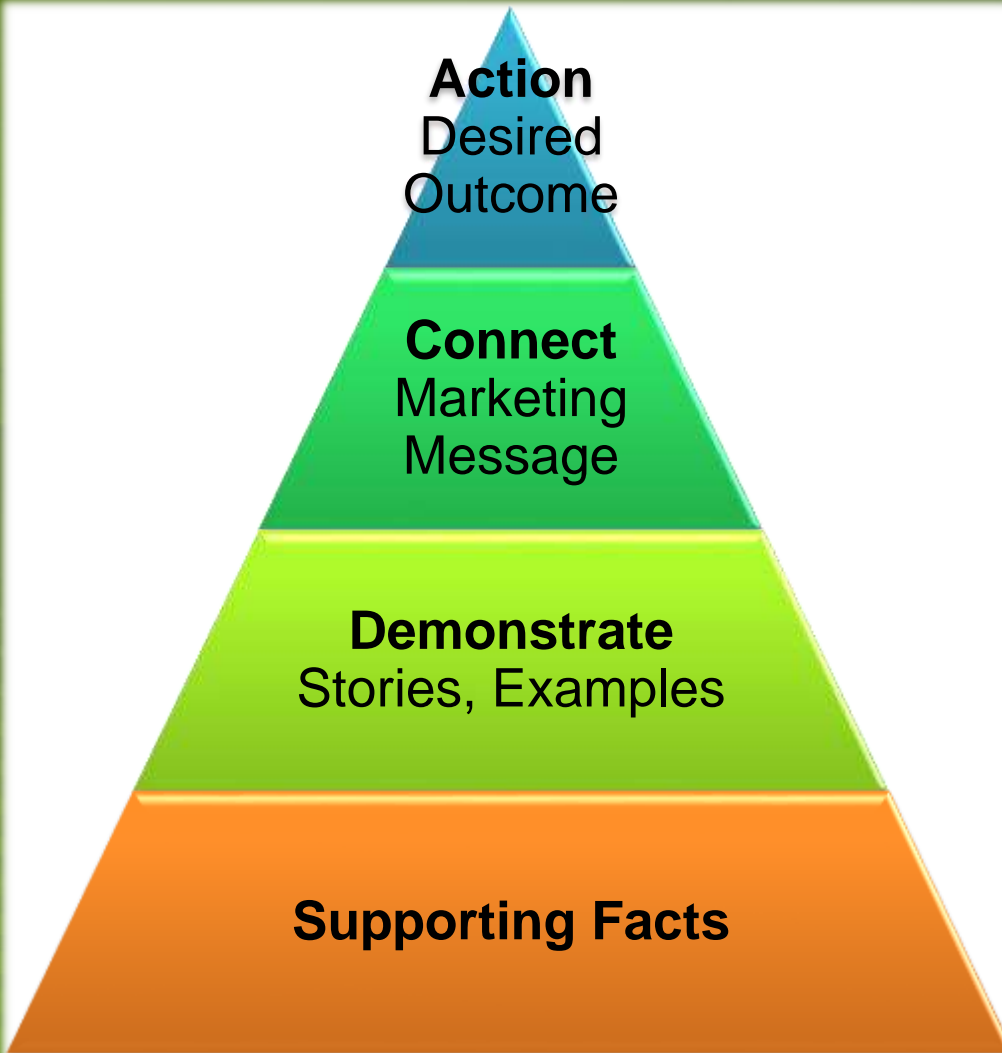 Action
Desired
Outcome
Connect
Marketing
Message
Demonstrate
Stories, Examples
Supporting Facts